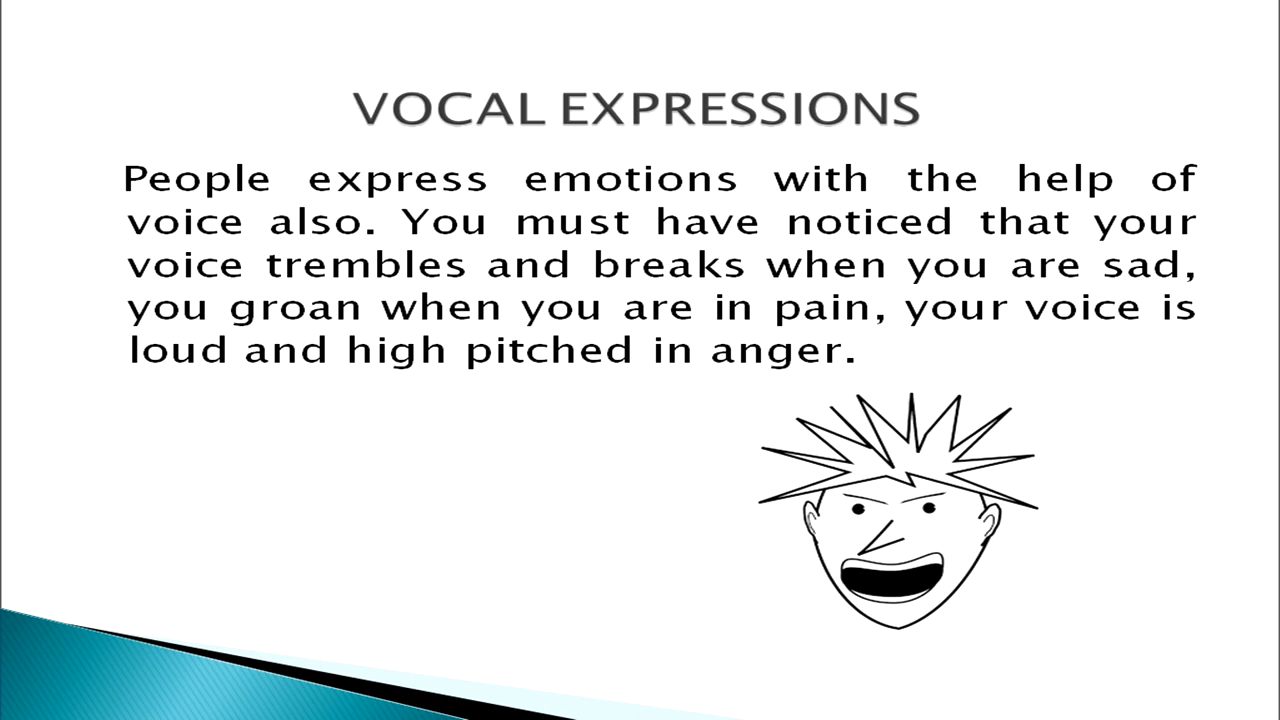 VOCAL EXPRESSIONS
People express emotions with the help of
voice also. You must have noticed that your
voice trembles and breaks when you are sad,
you groan when you are in pain, your voice is
loud and high pitched in anger.